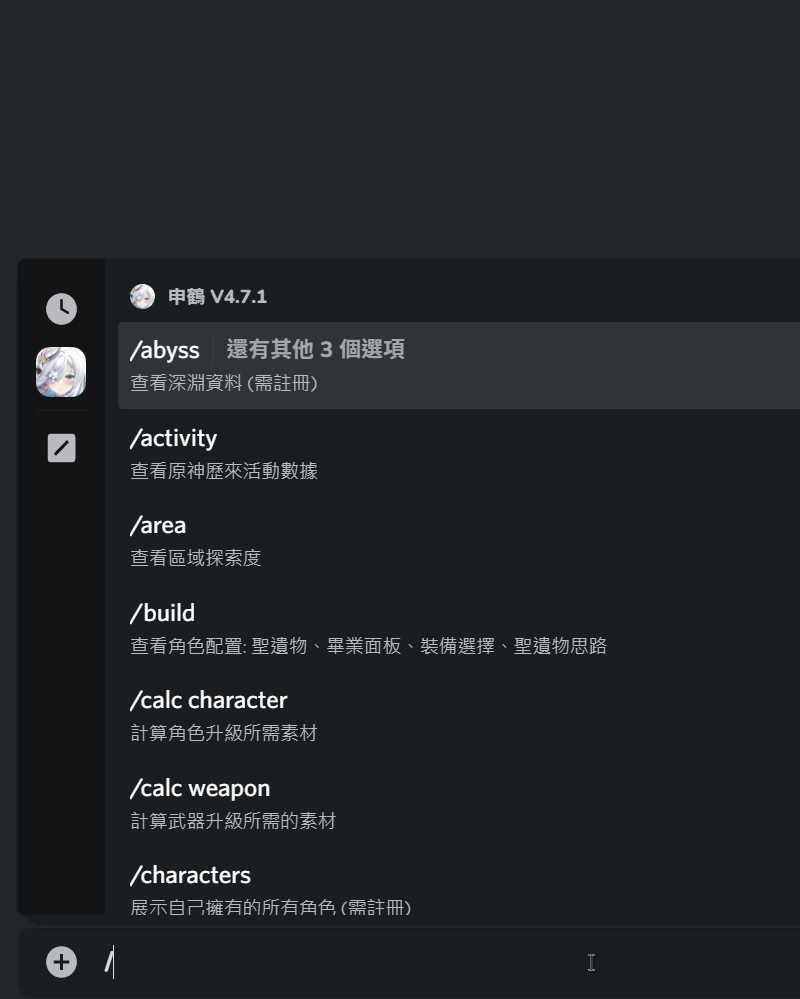 申鶴 V4.7.1
/abyss 還有其他 3 個選項
查看深淵資料 (需註冊)
/activity
查看原神歷來活動數據
/area
查看區域探索度
/build
查看角色配置: 聖遺物、畢業面板、裝備選擇、聖遺物思路
/calc character
計算角色升級所需素材
/calc weapon
計算武器升級所需的素材
/characters
展示自己擁有的所有角色 (需註冊)
/